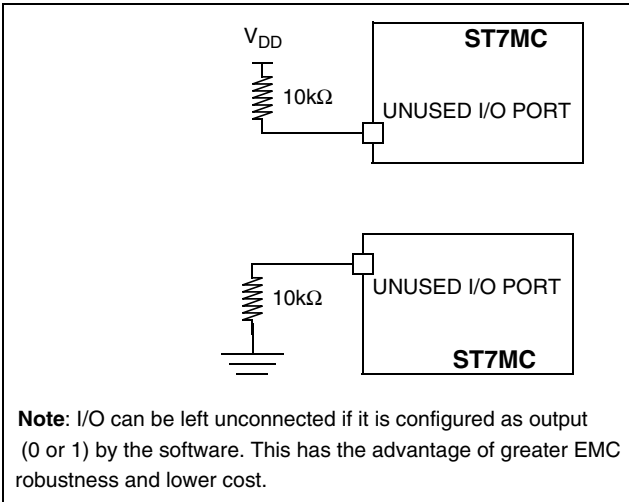 VDD
ST7MC
10kΩ
UNUSED I/O PORT
UNUSED I/O PORT
10kΩ
ST7MC
Note: I/O can be left unconnected if it is configured as output
(0 or 1) by the software. This has the advantage of greater EMC
robustness and lower cost.